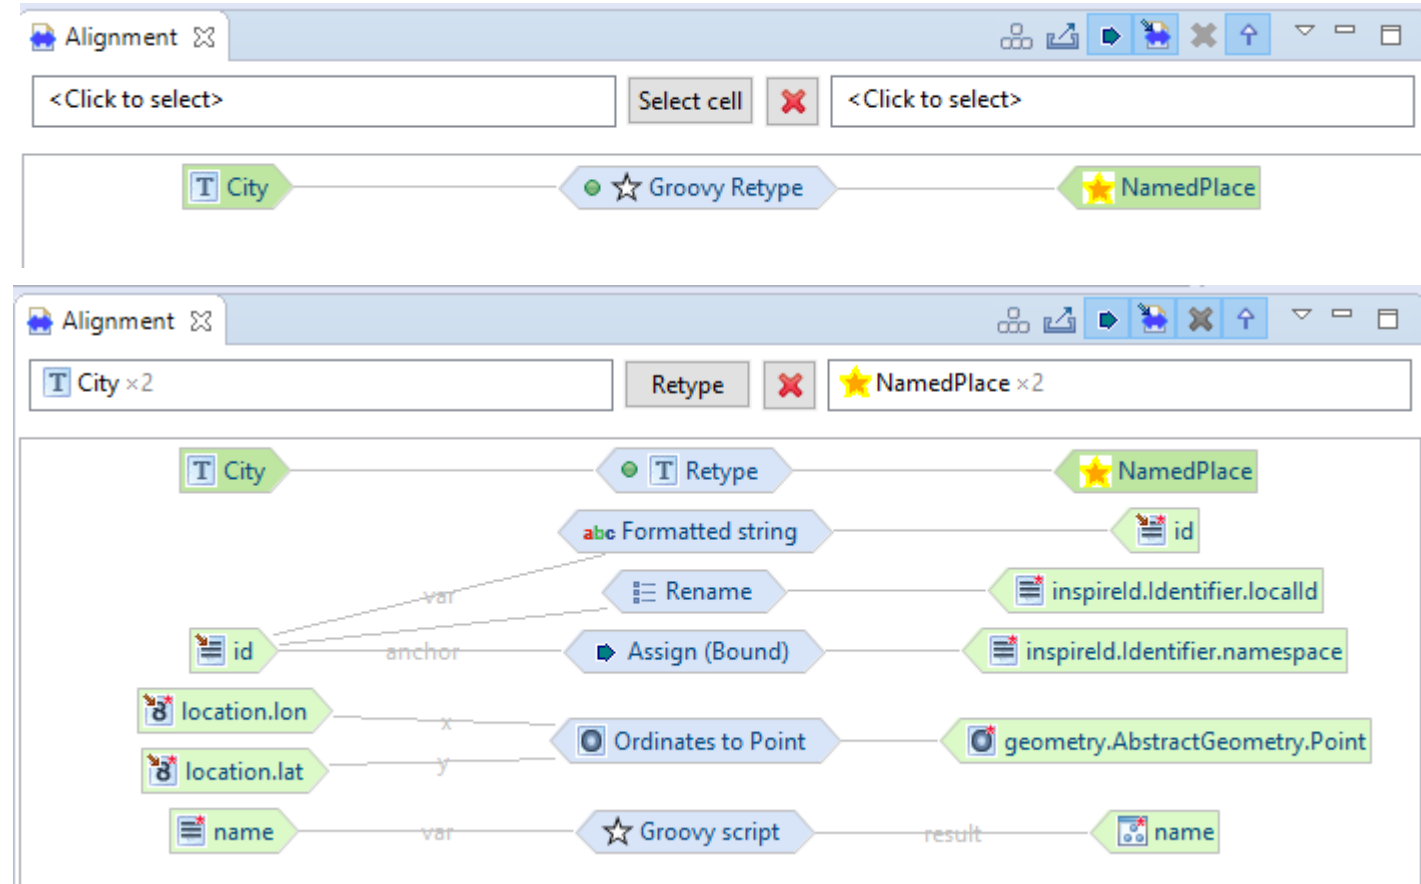 Alignment
<Click to select> Select cell <Click to select>
T City Groovy Retype NamedPlace
Alignment
T City ×2 Retype NamedPlace ×2
T City T Retype NamedPlace
abc Formatted string id
var Rename inspireId.Identifier.localId
id anchor Assign (Bound) inspireId.Identifier.namespace
location.lon x
Ordinates to Point geometry.AbstractGeometry.Point
location.lat y
name var Groovy script result name